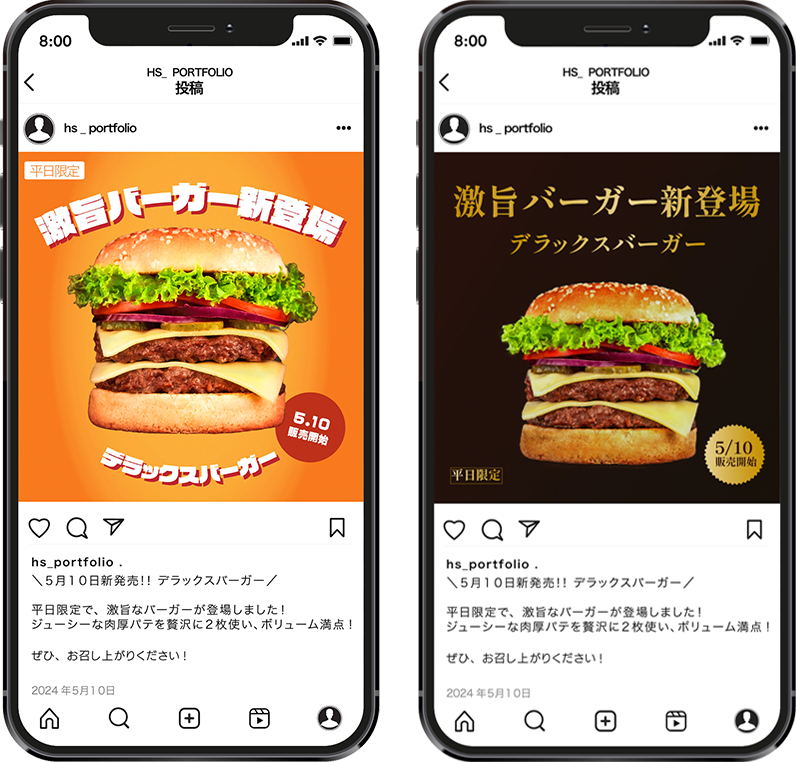 8:00
HS_ PORTFOLIO
投稿
hs _ portfolio
平日限定
激旨バーガー新登場
5.10
販売開始
デラックスバーガー
hs_portfolio .
＼５月１０日新発売!! デラックスバーガー／
平日限定で、激旨なバーガーが登場しました！
ジューシーな肉厚パテを贅沢に２枚使い、ボリューム満点！
ぜひ、お召し上がりください！
2024 年5月1０日
8:00
HS_ PORTFOLIO
投稿
hs _ portfolio
激旨バーガー新登場
デラックスバーガー
5/10
販売開始
平日限定
hs_portfolio .
＼５月１０日新発売!! デラックスバーガー／
平日限定で、激旨なバーガーが登場しました！
ジューシーな肉厚パテを贅沢に２枚使い、ボリューム満点！
ぜひ、お召し上がりください！
2024 年5月1０日